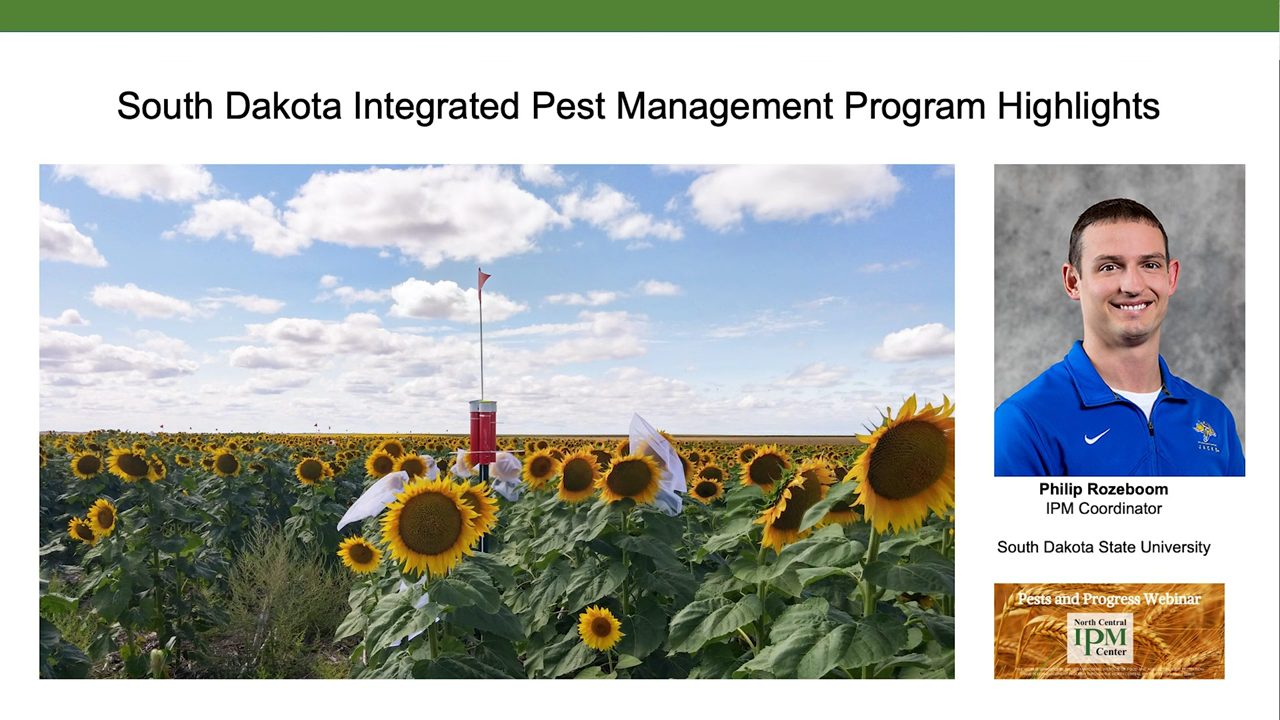 South Dakota Integrated Pest Management Program Highlights
JACKS
Philip Rozeboom
IPM Coordinator
South Dakota State University
Pests and Progress Webinar
North Central
IPM
Center